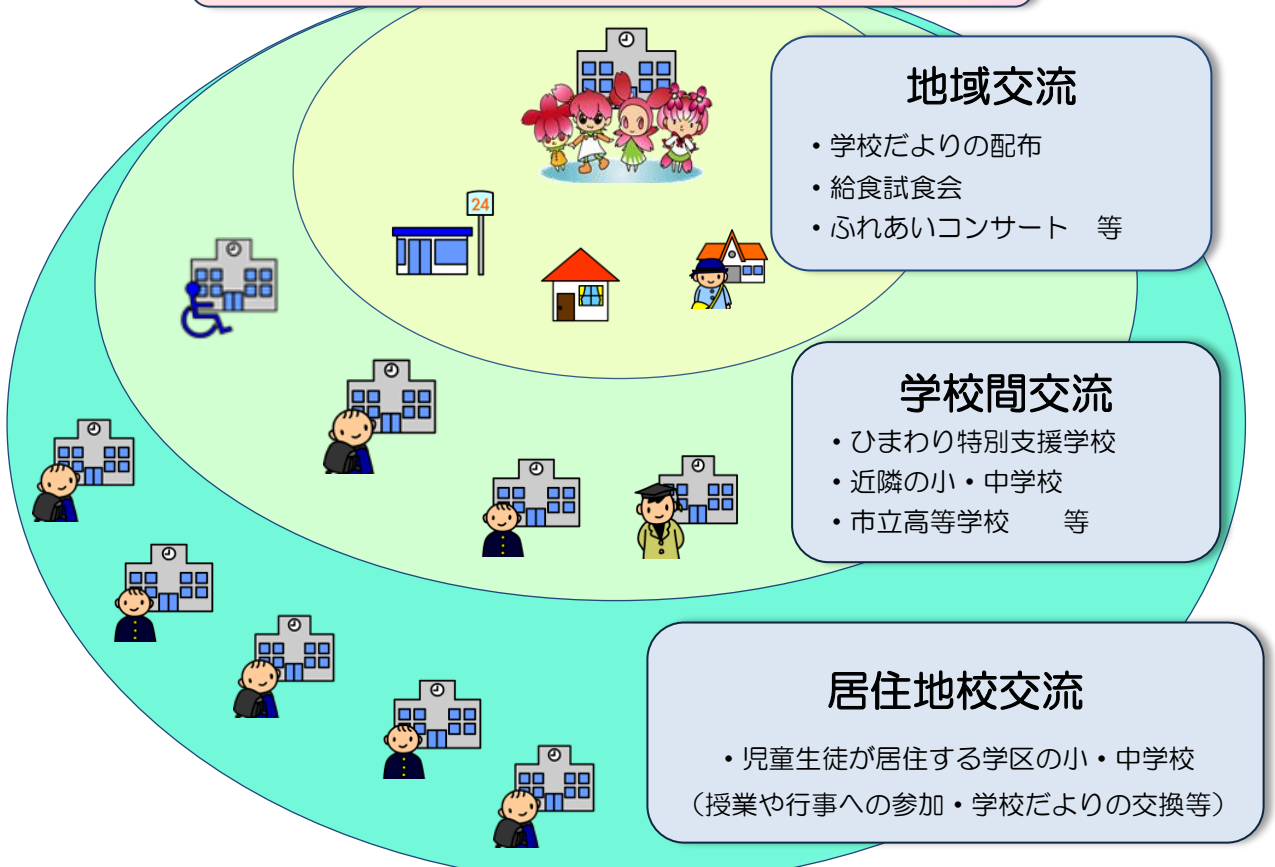 地域交流
・学校だよりの配布
・給食試食会
・ふれあいコンサート　等
24
学校間交流
・ひまわり特別支援学校
・近隣の小・中学校
・市立高等学校　　等
居住地校交流
・児童生徒が居住する学区の小・中学校
（授業や行事への参加・学校だよりの交換等）